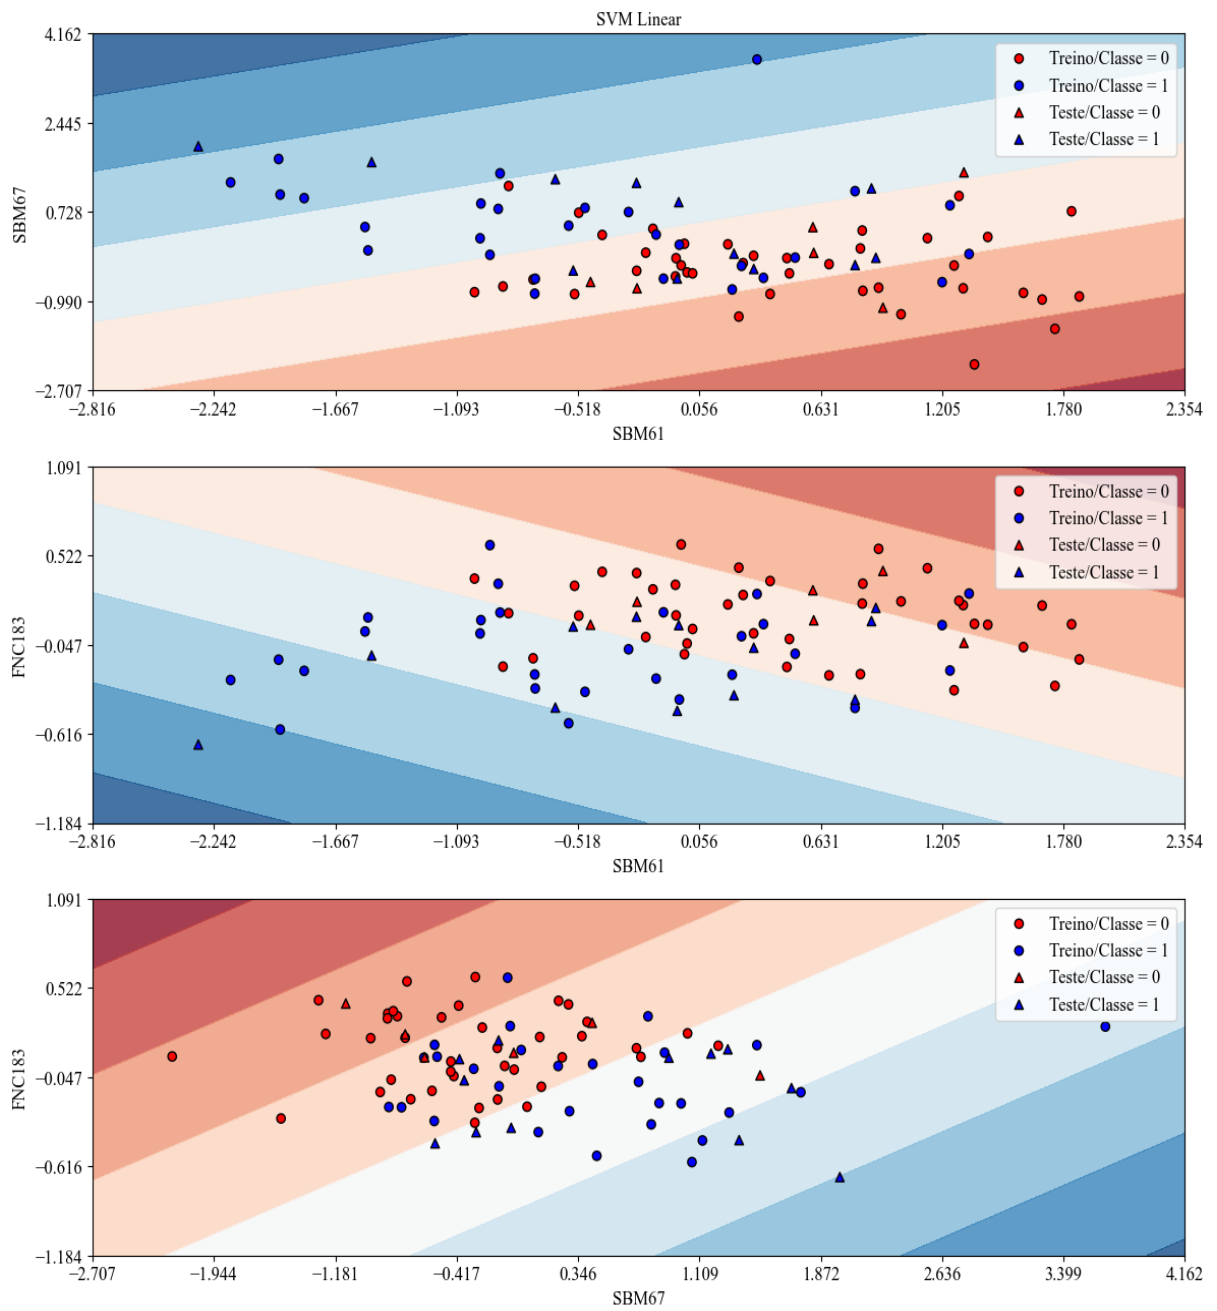 SVM Linear
4.162
2.445
0.728
−0.990
−2.707
SBM67
Treino/Classe = 0
Treino/Classe = 1
Teste/Classe = 0
Teste/Classe = 1
−2.816 −2.242 −1.667 −1.093 −0.518 0.056 0.631 1.205 1.780 2.354
SBM61
1.091
0.522
−0.047
−0.616
−1.184
FNC183
Treino/Classe = 0
Treino/Classe = 1
Teste/Classe = 0
Teste/Classe = 1
−2.816 −2.242 −1.667 −1.093 −0.518 0.056 0.631 1.205 1.780 2.354
SBM61
1.091
0.522
−0.047
−0.616
−1.184
FNC183
Treino/Classe = 0
Treino/Classe = 1
Teste/Classe = 0
Teste/Classe = 1
−2.707 −1.944 −1.181 −0.417 0.346 1.109 1.872 2.636 3.399 4.162
SBM67